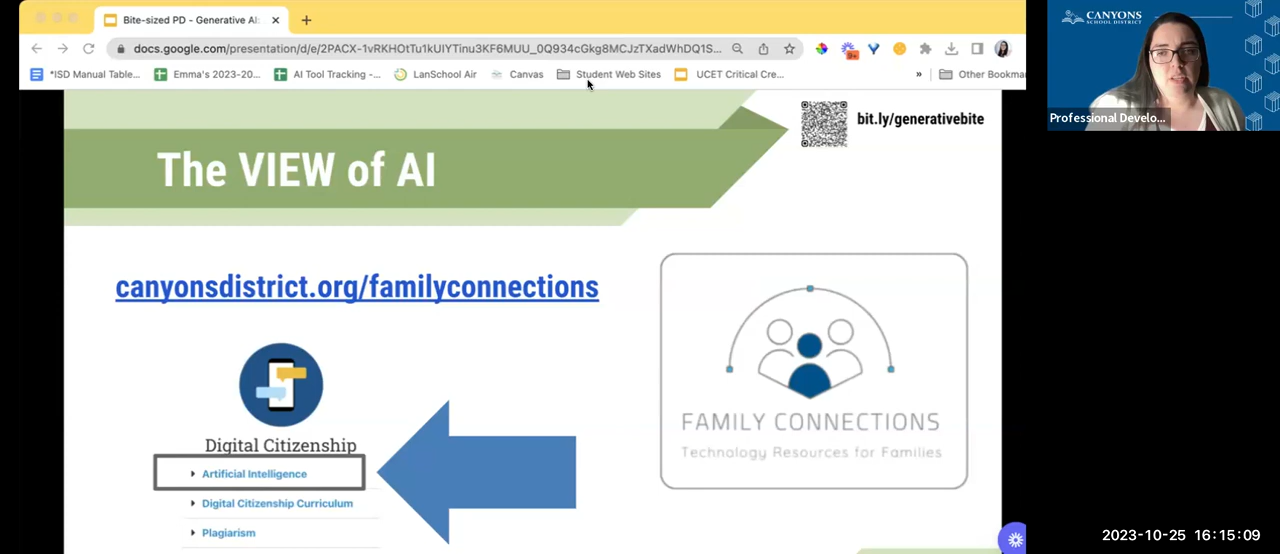 Bite-sized PD - Generative AI:
docs.google.com/presentation/d/e/2PACX-1vRKHOtTu1kUIYTinu3KF6MUU_0Q934cGkg8MCJzTXadWhDQ1S...
*ISD Manual Table... Emma's 2023-20... AI Tool Tracking -... LanSchool Air Canvas Student Web Sites UCET Critical Cre... » Other Bookmar
CANYONS
SCHOOL DISTRICT
Professional Develo...
bit.ly/generativebite
The VIEW of AI
canyonsdistrict.org/familyconnections
Digital Citizenship
Artificial Intelligence
Digital Citizenship Curriculum
Plagiarism
FAMILY CONNECTIONS
Technology Resources for Families
2023-10-25 16:15:09